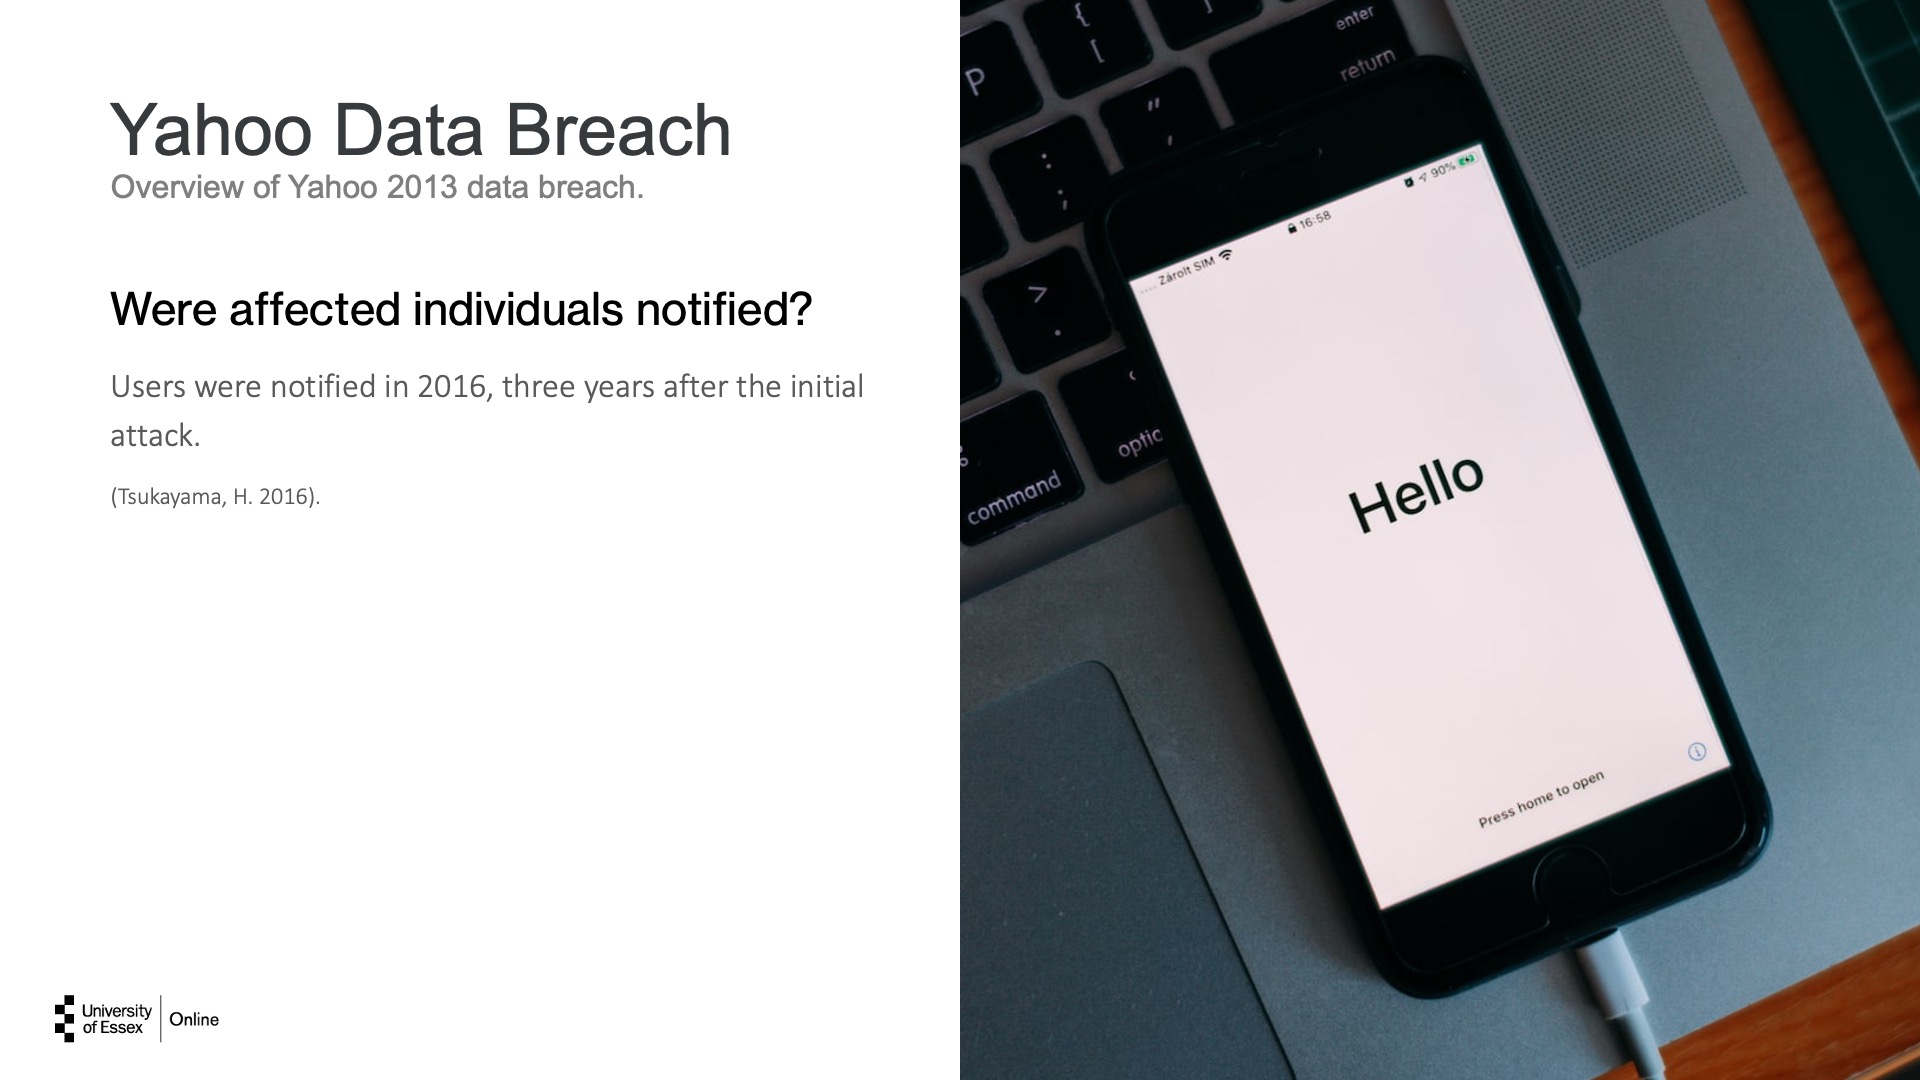 Yahoo Data Breach
Overview of Yahoo 2013 data breach.
Were affected individuals notified?
Users were notified in 2016, three years after the initial
attack.
(Tsukayama, H. 2016).
University
of Essex
Online
P
{
[
]
enter
return
"
,
:
;
>
.
command
optio
Zárolt SIM
16:58
90%
Hello
Press home to open
i